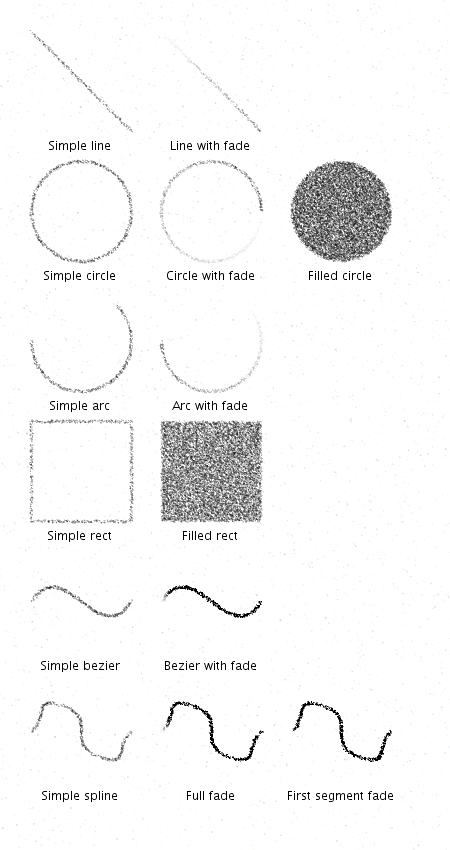 Simple line
Line with fade
Simple circle
Circle with fade
Filled circle
Simple arc
Arc with fade
Simple rect
Filled rect
Simple bezier
Bezier with fade
Simple spline
Full fade
First segment fade